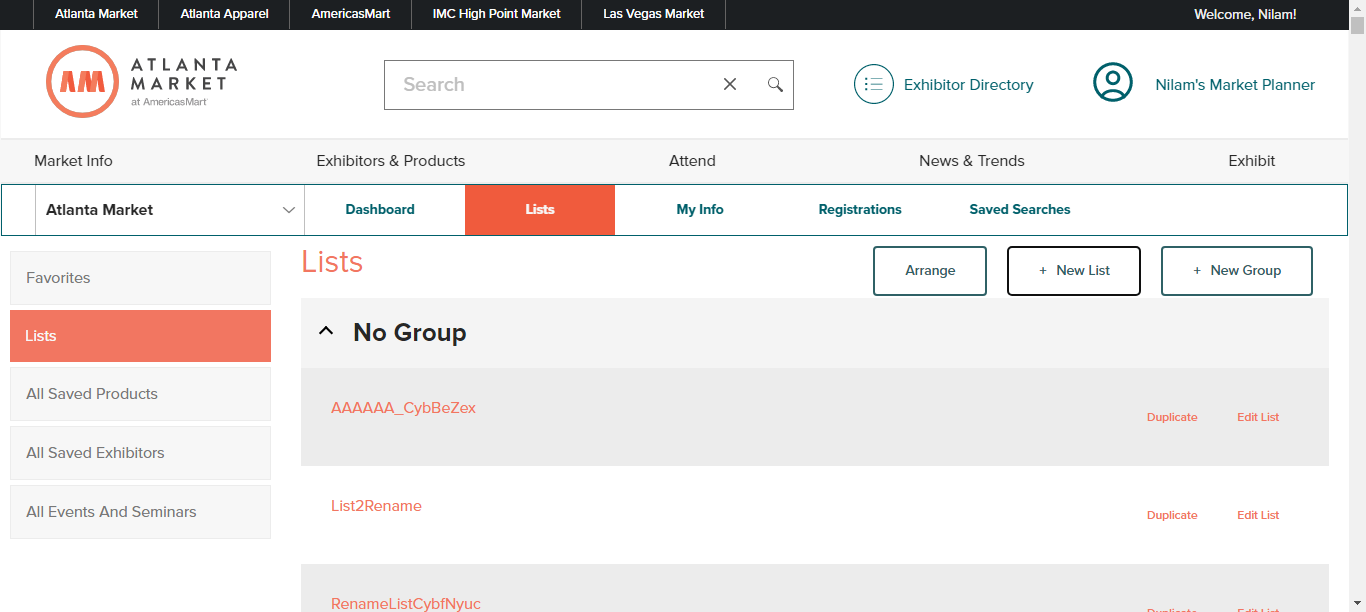 Atlanta Market Atlanta Apparel AmericasMart IMC High Point Market Las Vegas Market Welcome, Nilam!
ATLANTA
MARKET
at AmericasMart
Search
Exhibitor Directory
Nilam's Market Planner
Market Info Exhibitors & Products Attend News & Trends Exhibit
Atlanta Market Dashboard Lists My Info Registrations Saved Searches
Favorites
Lists
All Saved Products
All Saved Exhibitors
All Events And Seminars
Lists
Arrange + New List + New Group
No Group
AAAAAA_CybBeZex Duplicate Edit List
List2Rename Duplicate Edit List
RenameListCybfNyuc Duplicate Edit List